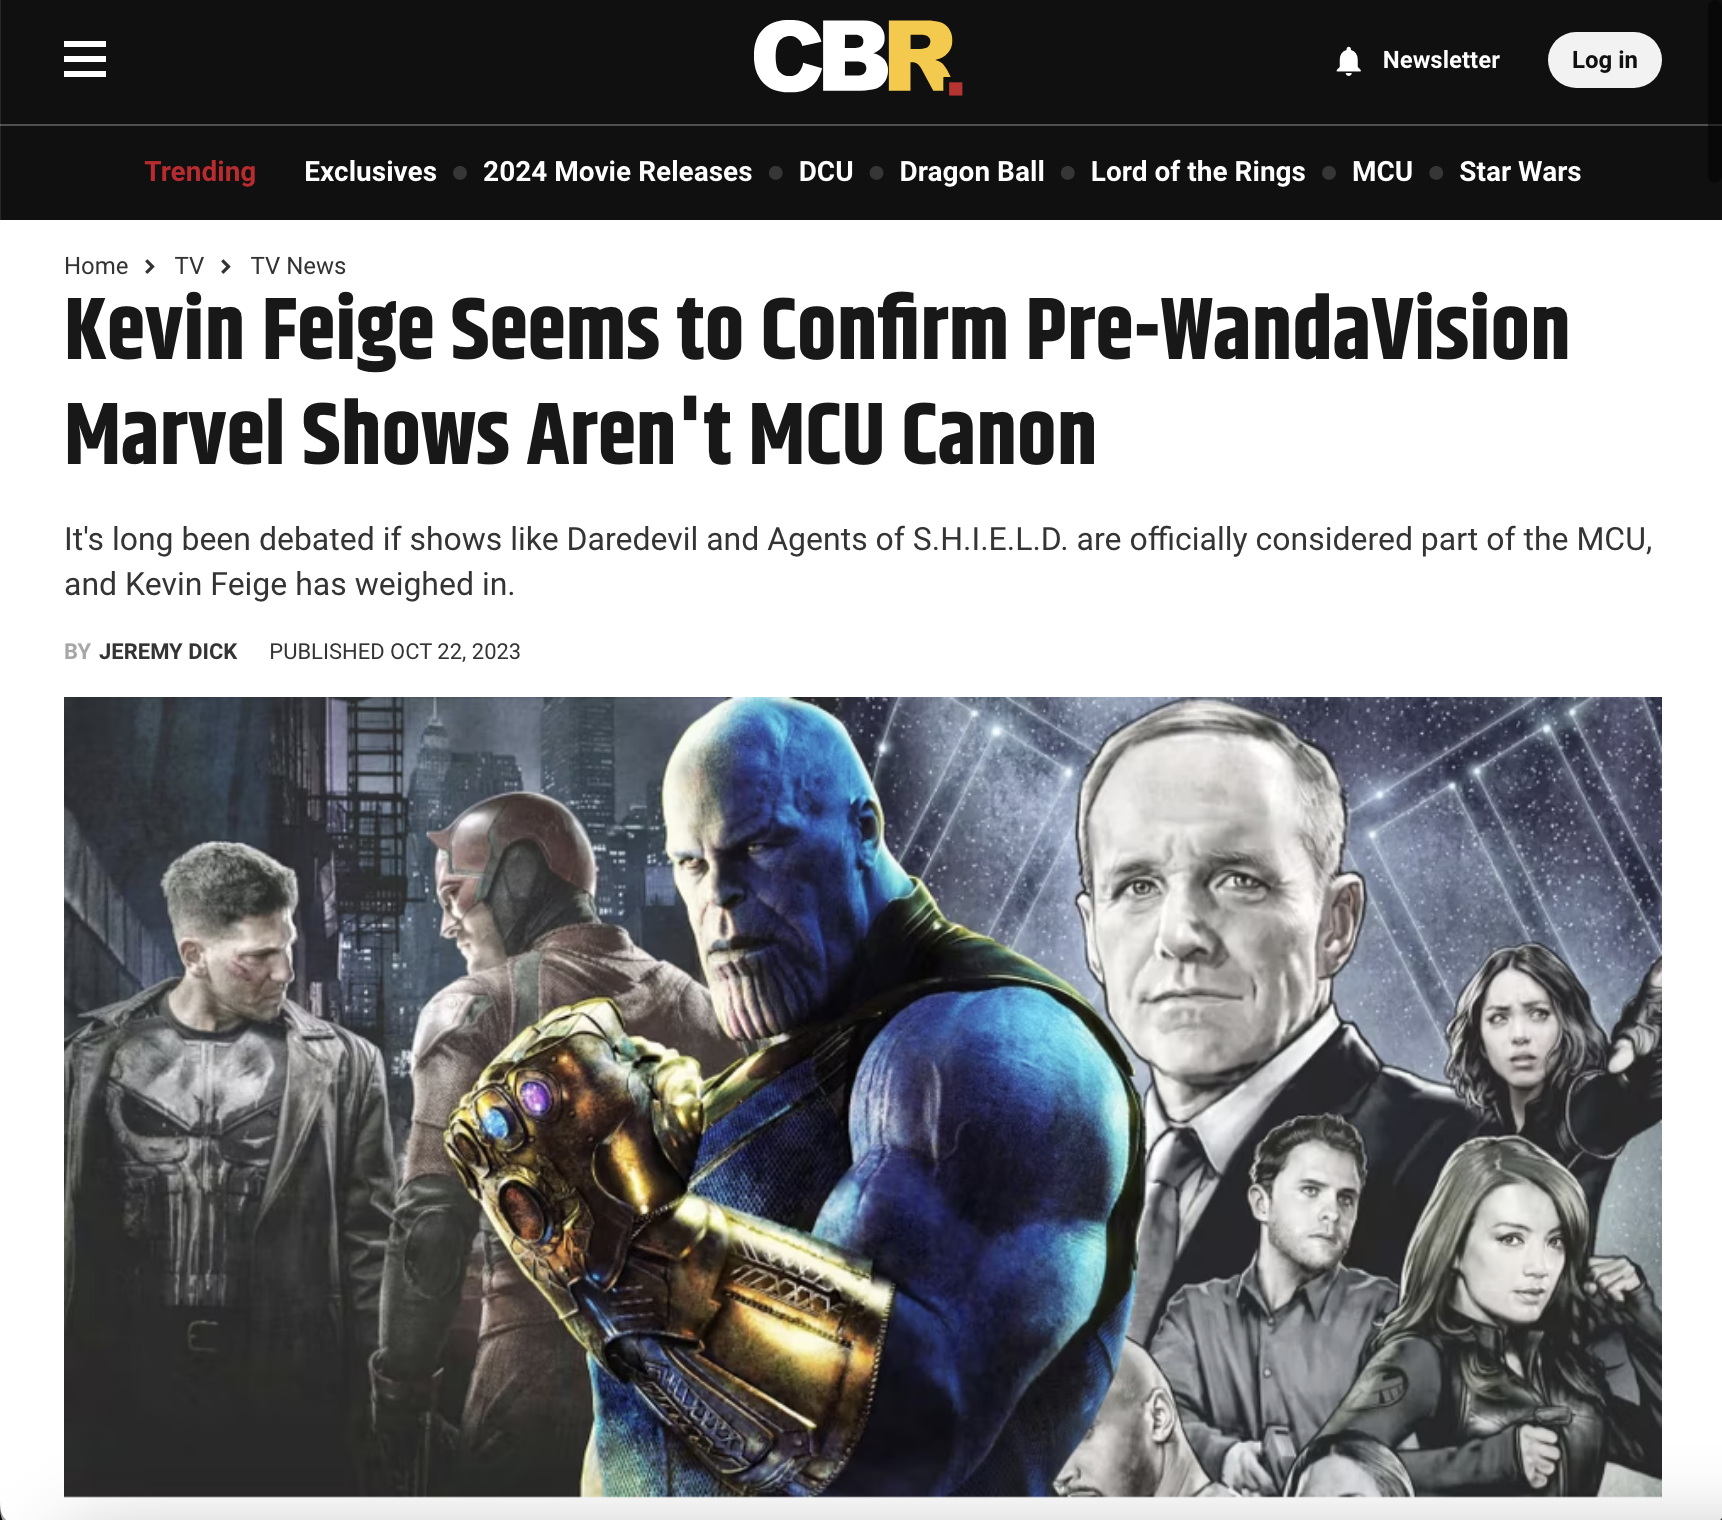 CBR.
Newsletter
Log in
Trending
Exclusives
2024 Movie Releases
DCU
Dragon Ball
Lord of the Rings
MCU
Star Wars
Home
TV
TV News
Kevin Feige Seems to Confirm Pre-WandaVision
Marvel Shows Aren't MCU Canon
It's long been debated if shows like Daredevil and Agents of S.H.I.E.L.D. are officially considered part of the MCU,
and Kevin Feige has weighed in.
BY JEREMY DICK
PUBLISHED OCT 22, 2023